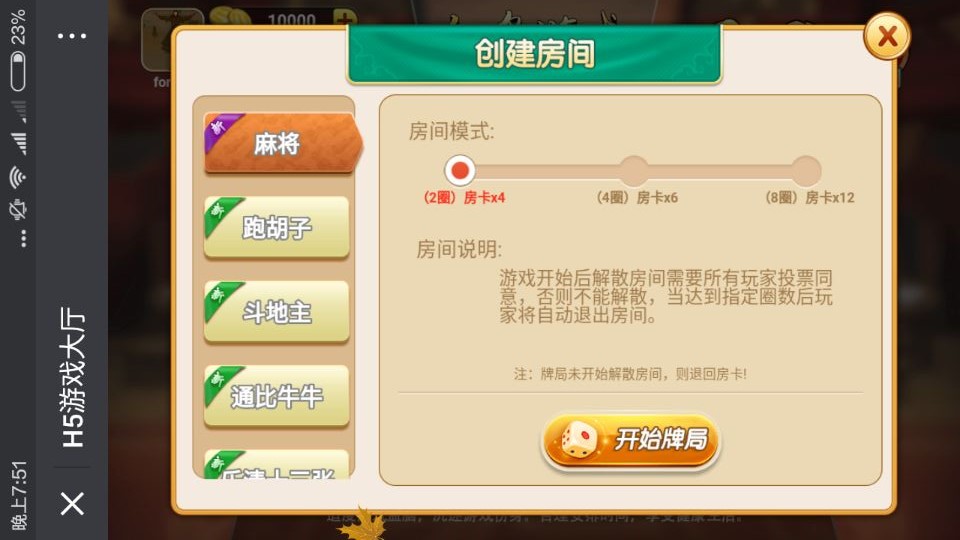 23%
晚上7:51
H5游戏大厅
10000
for
创建房间
新
麻将
新
跑胡子
新
斗地主
新
通比牛牛
新
房间模式:
（2圈）房卡x4
（4圈）房卡x6
（8圈）房卡x12
房间说明:
游戏开始后解散房间需要所有玩家投票同
意，否则不能解散，当达到指定圈数后玩
家将自动退出房间。
注：牌局未开始解散房间，则退回房卡!
开始牌局